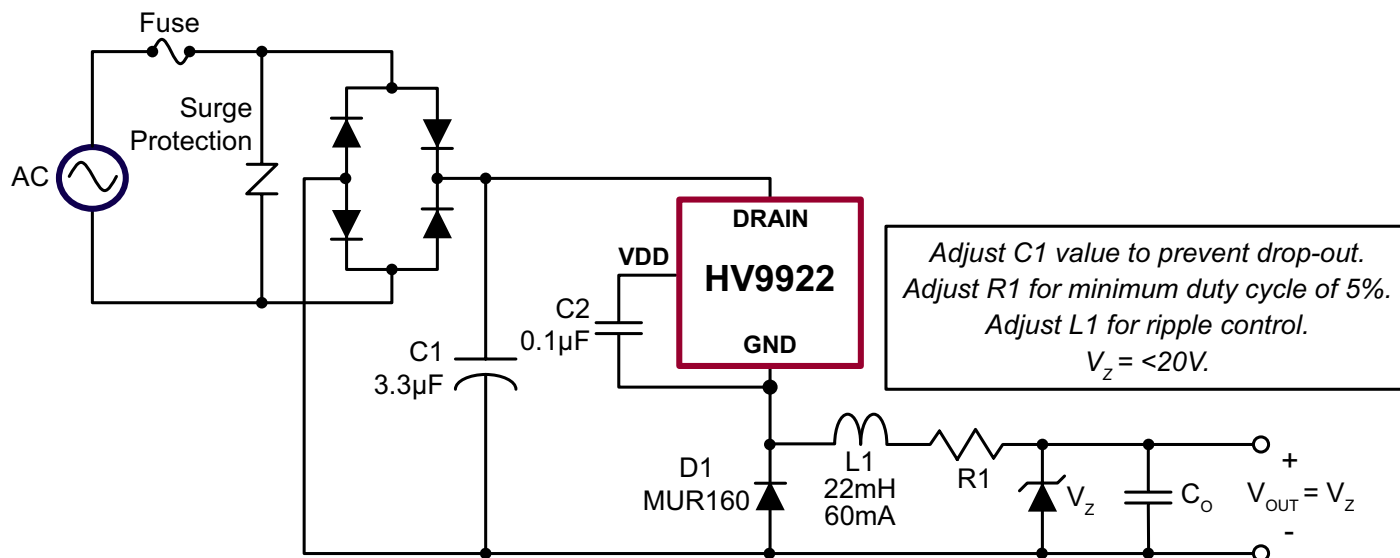 Fuse
Surge
Protection
AC
DRAIN
VDD
HV9922
GND
C2
0.1µF
C1
3.3µF
Adjust C1 value to prevent drop-out.
Adjust R1 for minimum duty cycle of 5%.
Adjust L1 for ripple control.
VZ = <20V.
D1
MUR160
L1
22mH
60mA
R1
VZ
CO
+
VOUT = VZ
-